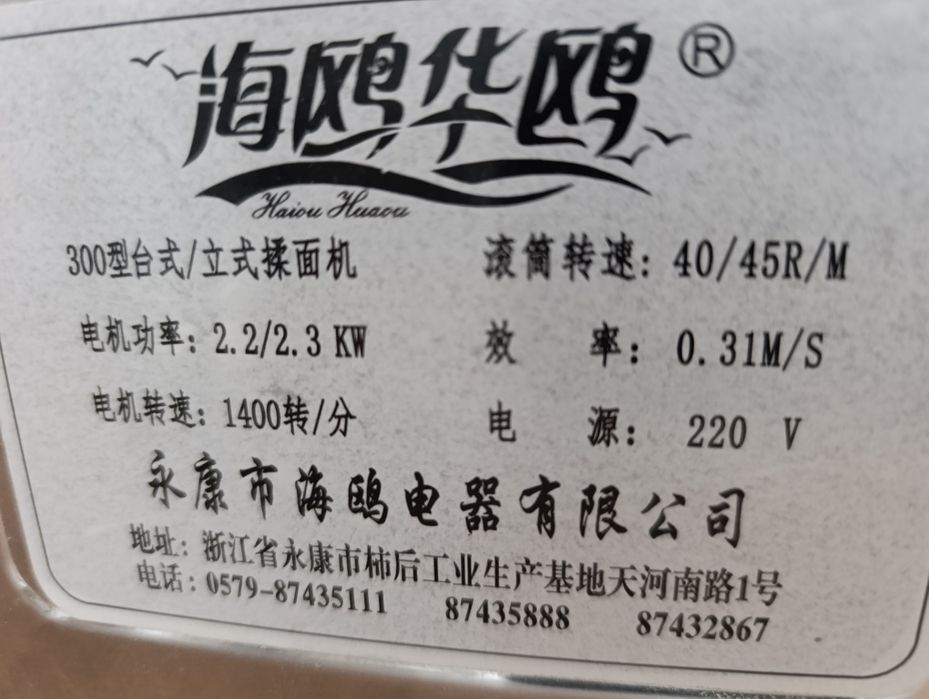 海鸥华鸥®
Haiou Huaou
300型台式/立式揉面机 滚筒转速: 40/45R/M
电机功率: 2.2/2.3 KW 效 率: 0.31M/S
电机转速: 1400转/分 电 源: 220 V
永康市海鸥电器有限公司
地址: 浙江省永康市柿后工业生产基地天河南路1号
电话: 0579-87435111 87435888 87432867